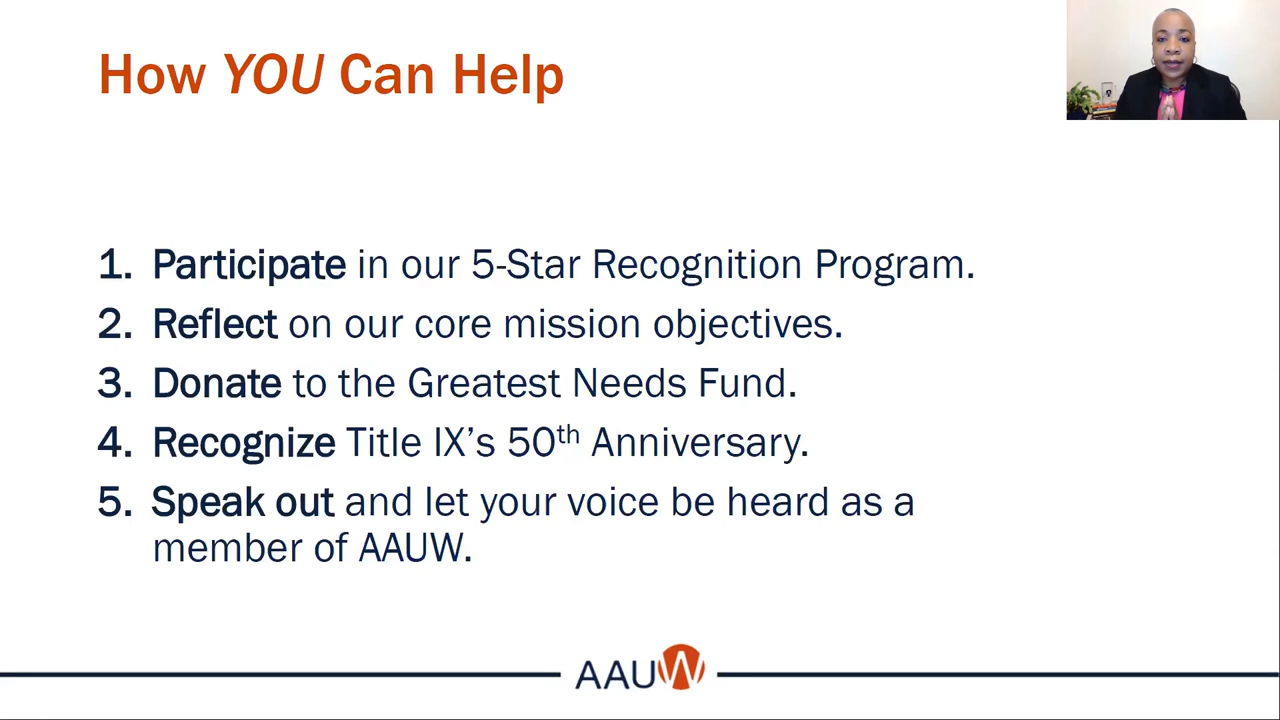 How YOU Can Help
1. Participate in our 5-Star Recognition Program.
2. Reflect on our core mission objectives.
3. Donate to the Greatest Needs Fund.
4. Recognize Title IX’s 50th Anniversary.
5. Speak out and let your voice be heard as a
member of AAUW.
AAUW